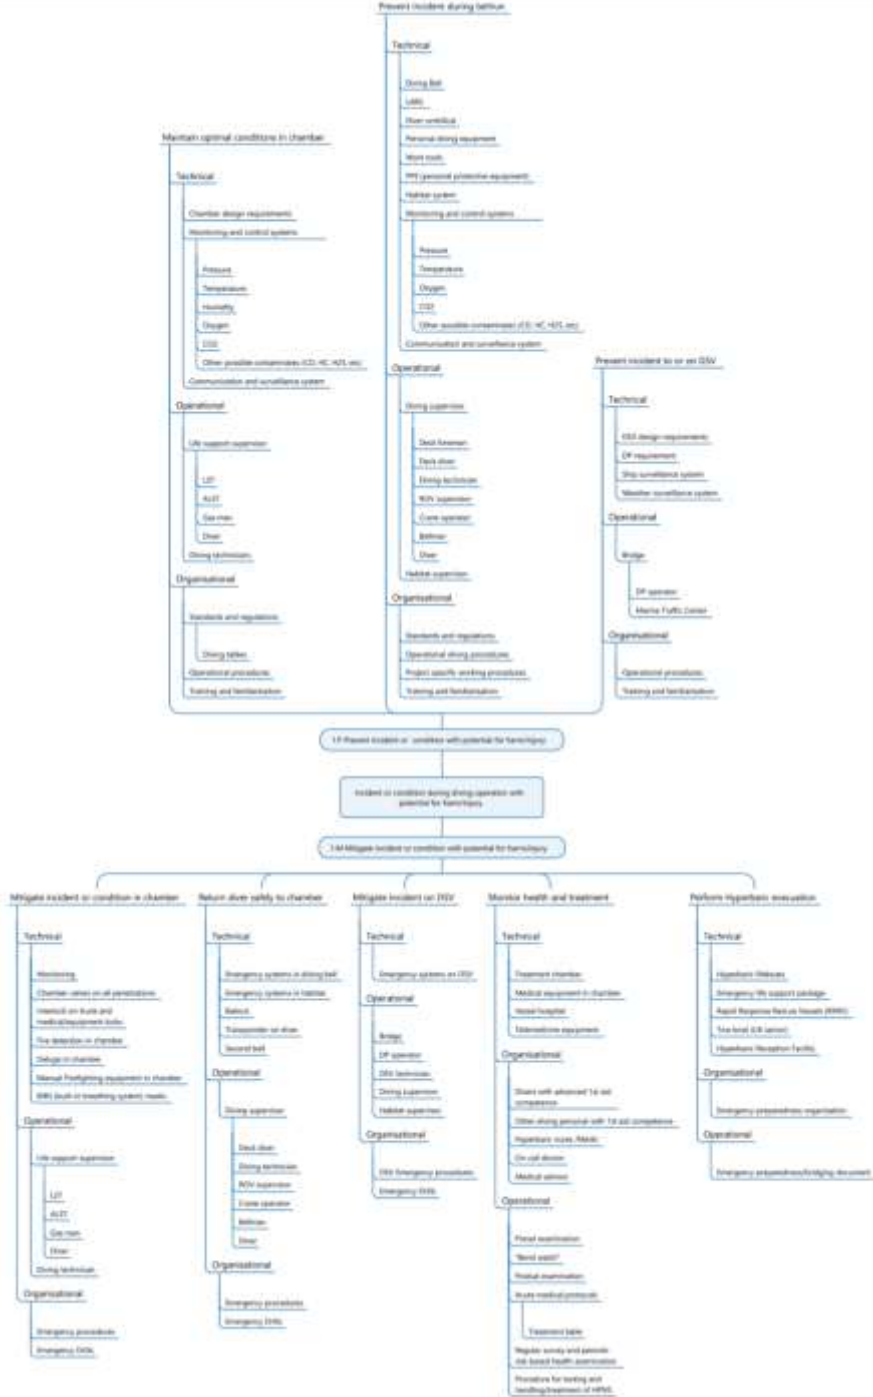 Prevent incident during bellrun
Technical
Diving Bell
LARS
Diver umbilical
Personal diving equipment
Work tools
PPE (personal protective equipment)
Habitat system
Monitoring and control systems
Pressure
Temperature
Oxygen
CO2
Other possible contaminates (CO, HC, H2S, etc)
Communication and surveillance system
Operational
Diving supervisor
Deck foreman
Deck diver
Diving technician
ROV supervisor
Crane operator
Bellman
Diver
Habitat supervisor
Organisational
Standards and regulations
Operational diving procedures
Project specific working procedures
Training and familiarisation
Maintain optimal conditions in chamber
Technical
Chamber design requirements
Monitoring and control systems
Pressure
Temperature
Humidity
Oxygen
CO2
Other possible contaminates (CO, HC, H2S, etc)
Communication and surveillance system
Operational
Life support supervisor
LST
ALST
Gas man
Diver
Diving technicians
Organisational
Standards and regulations
Diving tables
Operational procedures
Training and familiarisation
Prevent incident to or on DSV
Technical
DSV design requirements
DP requirement
Ship surveillance system
Weather surveillance system
Operational
Bridge
DP operator
Marine Traffic Center
Organisational
Operational procedures
Training and familiarisation
1-P Prevent incident or condition with potential for harm/injury
Incident or condition during diving operation with
potential for harm/injury
1-M Mitigate incident or condition with potential for harm/injury
Mitigate incident or condition in chamber
Technical
Monitoring
Chamber valves on all penetrations
Interlock on trunk and
medical/equipment locks
Fire detection in chamber
Deluge in chamber
Manual Firefighting equipment in chamber
BIBS (built in breathing system) masks
Operational
Life support supervisor
LST
ALST
Gas man
Diver
Diving technician
Organisational
Emergency procedures
Emergency Drills
Return diver safely to chamber
Technical
Emergency systems in diving bell
Emergency systems in habitat
Bailout
Transponder on diver
Second bell
Operational
Diving supervisor
Deck diver
Diving technician
ROV supervisor
Crane operator
Bellman
Diver
Organisational
Emergency procedures
Emergency Drills
Mitigate incident on DSV
Technical
Emergency systems on DSV
Operational
Bridge
DP operator
DSV technician
Diving supervisor
Habitat supervisor
Organisational
DSV Emergency procedures
Emergency Drills
Monitor health and treatment
Technical
Treatment chamber
Medical equipment in chamber
Vessel hospital
Telemedicine equipment
Organisational
Divers with advanced 1st aid
competence
Other diving personal with 1st aid competence
Hyperbaric nurse /Medic
On call doctor
Medical advisor
Operational
Presat examination
"Bend watch"
Postsat examination
Acute medical protocols
Treatment table
Regular survey and periodic
risk based health examination
Procedure for testing and
handling/treatment of HPNS
Perform Hyperbaric evacuation
Technical
Hyperbaric lifeboats
Emergency life support package
Rapid Response Rescue Vessels (RRRV)
Tow boat
Hyperbaric Reception Facility
Organisational
Emergency preparedness organisation
Operational
Emergency preparedness/bridging document